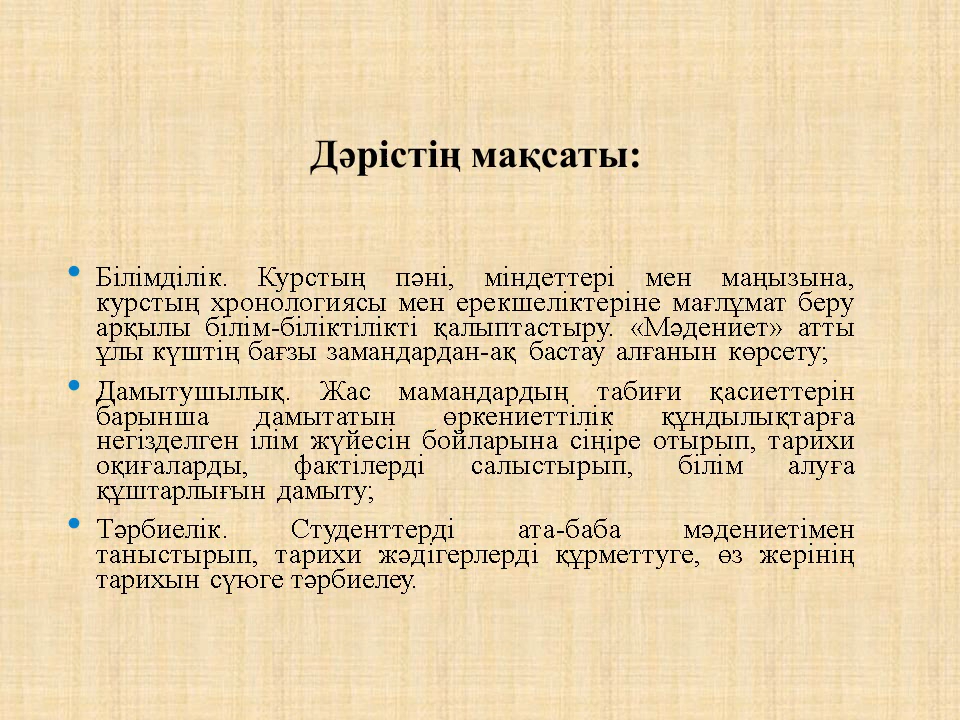 Дәрістің мақсаты:
• Білімділік. Курстың пәні, міндеттері мен маңызына,
курстың хронологиясы мен ерекшеліктеріне мағлұмат беру
арқылы білім-біліктілікті қалыптастыру. «Мәдениет» атты
ұлы күштің бағзы замандардан-ақ бастау алғанын көрсету;
• Дамытушылық. Жас мамандардың табиғи қасиеттерін
барынша дамытатын өркениеттілік құндылықтарға
негізделген ілім жүйесін бойларына сіңіре отырып, тарихи
оқиғаларды, фактілерді салыстырып, білім алуға
құштарлығын дамыту;
• Тәрбиелік. Студенттерді ата-баба мәдениетімен
таныстырып, тарихи жәдігерлерді құрметтуге, өз жерінің
тарихын сүюге тәрбиелеу.